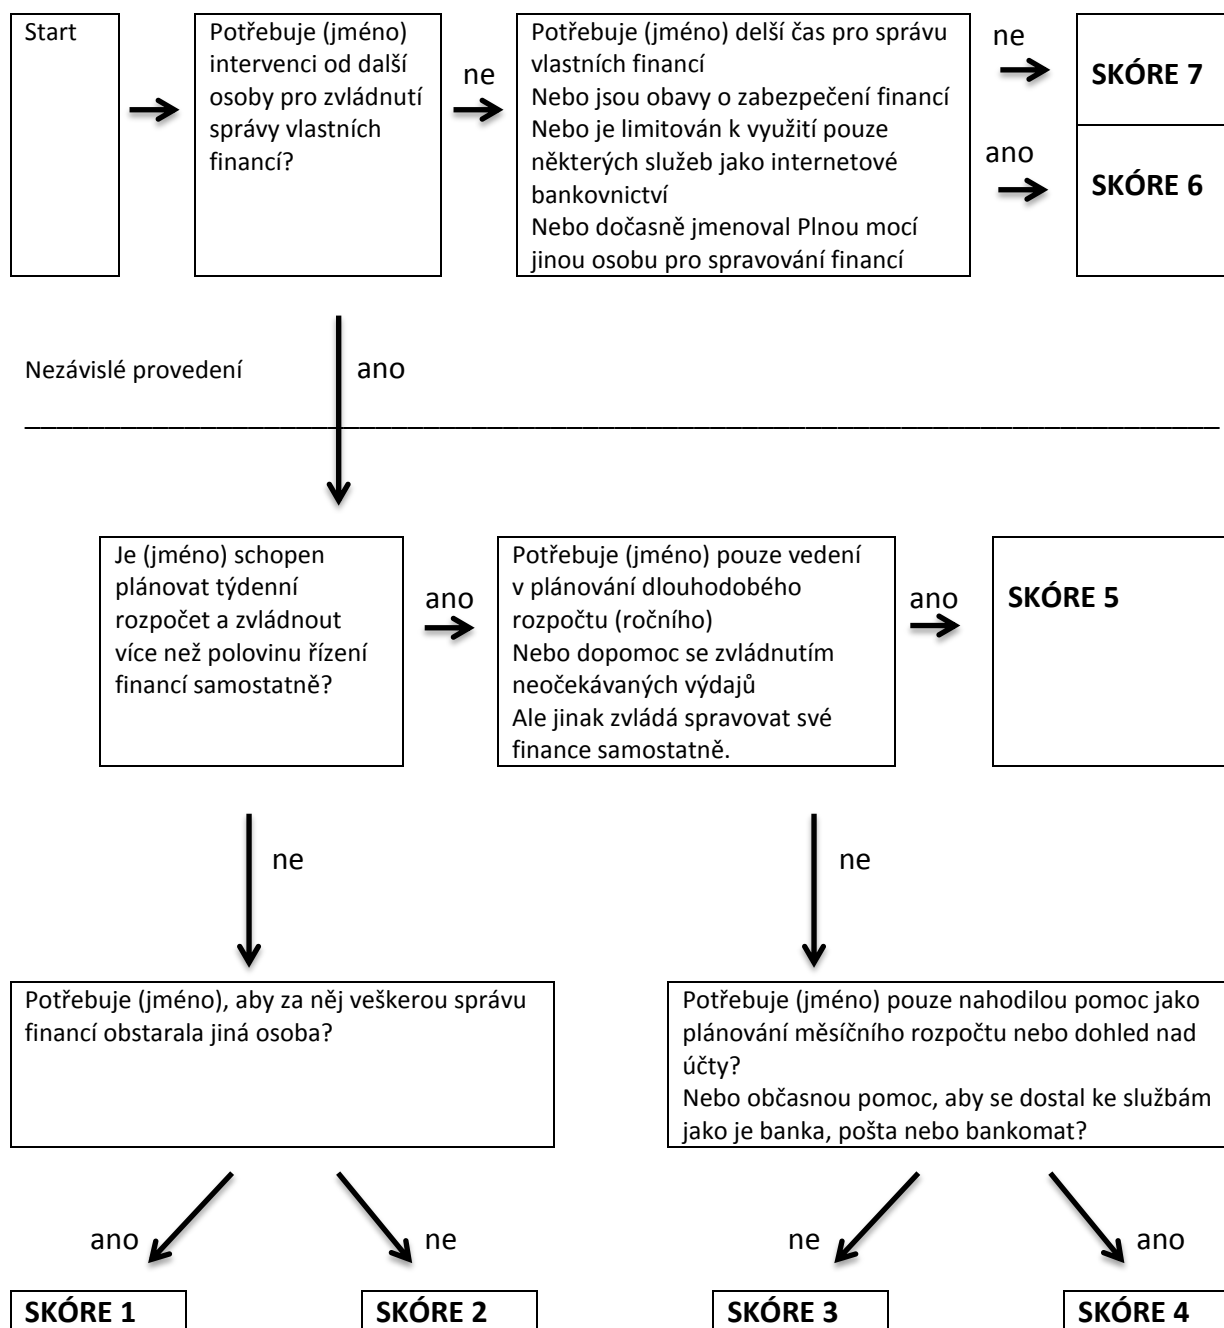 Start
Potřebuje (jméno)
intervenci od další
osoby pro zvládnutí
správy vlastních
financí?
ne
Potřebuje (jméno) delší čas pro správu
vlastních financí
Nebo jsou obavy o zabezpečení financí
Nebo je limitován k využití pouze
některých služeb jako internetové
bankovnictví
Nebo dočasně jmenoval Plnou mocí
jinou osobu pro spravování financí
ne
SKÓRE 7
ano
SKÓRE 6
Nezávislé provedení
ano
Je (jméno) schopen
plánovat týdenní
rozpočet a zvládnout
více než polovinu řízení
financí samostatně?
ano
Potřebuje (jméno) pouze vedení
v plánování dlouhodobého
rozpočtu (ročního)
Nebo dopomoc se zvládnutím
neočekávaných výdajů
Ale jinak zvládá spravovat své
finance samostatně.
ano
SKÓRE 5
ne
ne
Potřebuje (jméno), aby za něj veškerou správu
financí obstarala jiná osoba?
Potřebuje (jméno) pouze nahodilou pomoc jako
plánování měsíčního rozpočtu nebo dohled nad
účty?
Nebo občasnou pomoc, aby se dostal ke službám
jako je banka, pošta nebo bankomat?
ano
ne
ne
ano
SKÓRE 1
SKÓRE 2
SKÓRE 3
SKÓRE 4